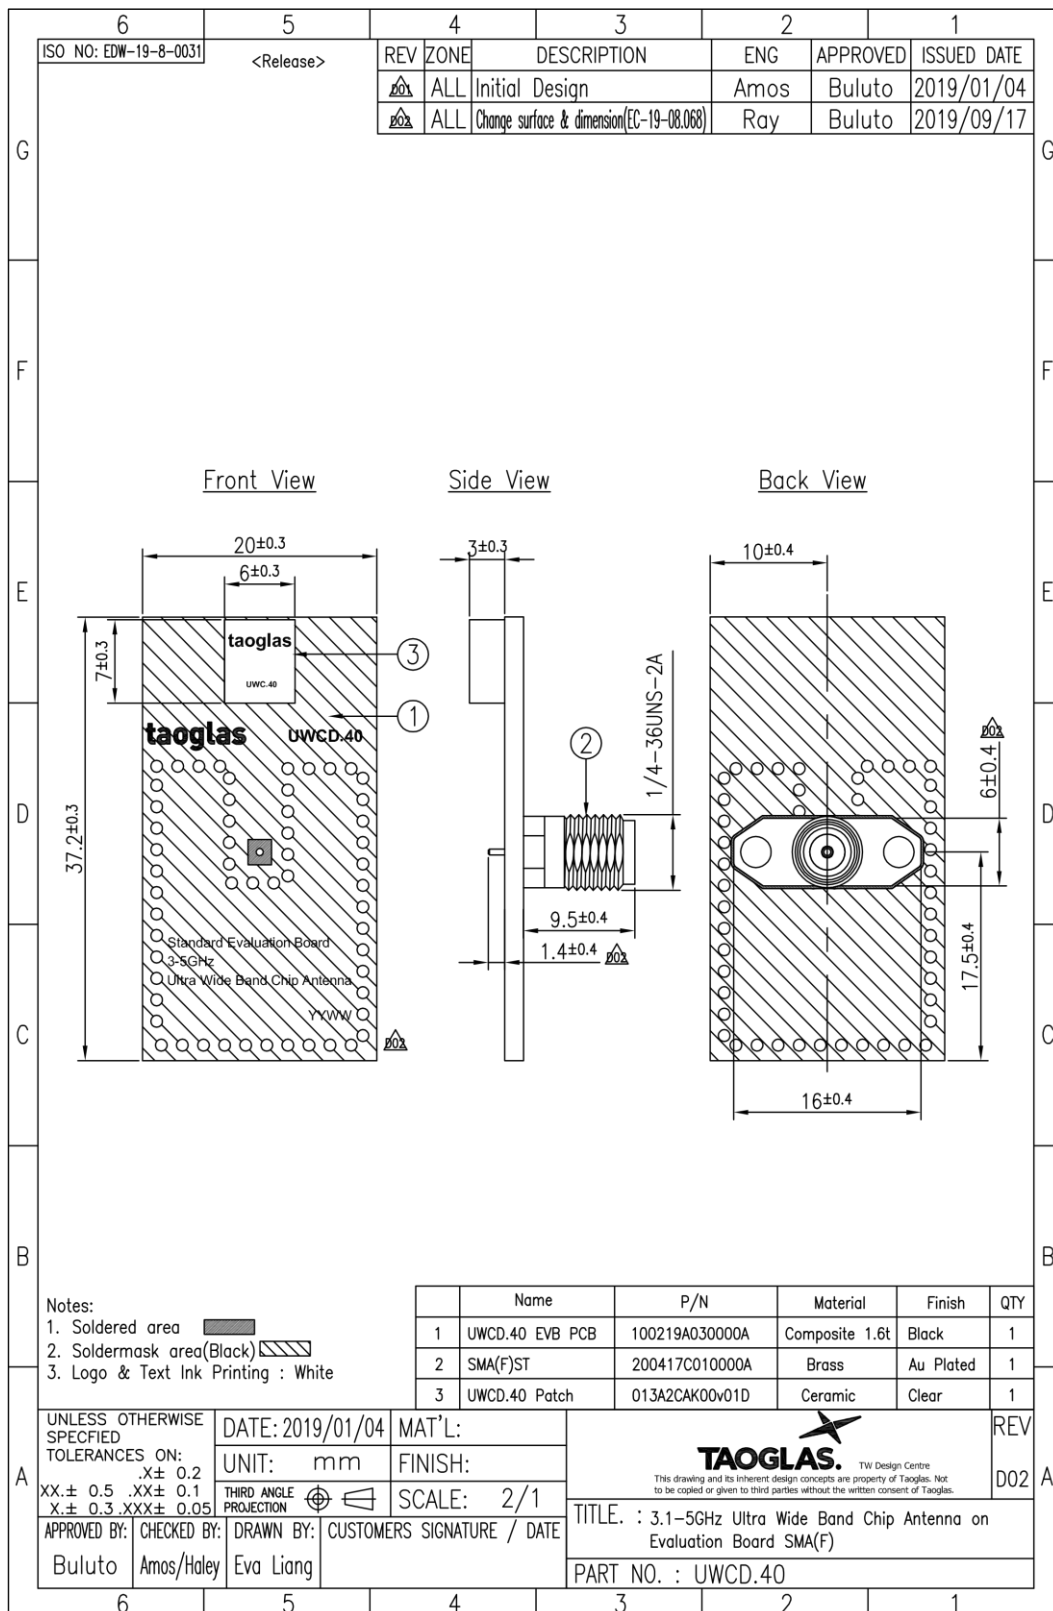 6 5 4 3 2 1
ISO NO: EDW-19-8-0031
<Release>
REV ZONE DESCRIPTION ENG APPROVED ISSUED DATE
D01 ALL Initial Design Amos Buluto 2019/01/04
D02 ALL Change surface & dimension(EC-19-08.068) Ray Buluto 2019/09/17
G G
F F
Front View Side View Back View
20±0.3 3±0.3 10±0.4
6±0.3
E E
taoglas
3
7±0.3
UWC.40
1
taoglas UWCD.40
2
1/4-36UNS-2A
D02
6±0.4
D D
37.2±0.3
9.5±0.4
1.4±0.4 D02
17.5±0.4
Standard Evaluation Board
3-5GHz
Ultra Wide Band Chip Antenna
YYWW
D02
C C
16±0.4
B B
Notes:
1. Soldered area
2. Soldermask area(Black)
3. Logo & Text Ink Printing : White
Name P/N Material Finish QTY
1 UWCD.40 EVB PCB 100219A030000A Composite 1.6t Black 1
2 SMA(F)ST 200417C010000A Brass Au Plated 1
3 UWCD.40 Patch 013A2CAK00v01D Ceramic Clear 1
UNLESS OTHERWISE
SPECFIED
TOLERANCES ON:
.X± 0.2
XX.± 0.5 .XX± 0.1
X.± 0.3 .XXX± 0.05
DATE: 2019/01/04 MAT'L:
UNIT: mm FINISH:
THIRD ANGLE
PROJECTION
SCALE: 2/1
TAOGLAS. TW Design Centre
This drawing and its inherent design concepts are property of Taoglas. Not
to be copied or given to third parties without the written consent of Taoglas.
REV
D02
A A
APPROVED BY: CHECKED BY: DRAWN BY: CUSTOMERS SIGNATURE / DATE
Buluto Amos/Haley Eva Liang
TITLE. : 3.1-5GHz Ultra Wide Band Chip Antenna on
Evaluation Board SMA(F)
PART NO. : UWCD.40
6 5 4 3 2 1